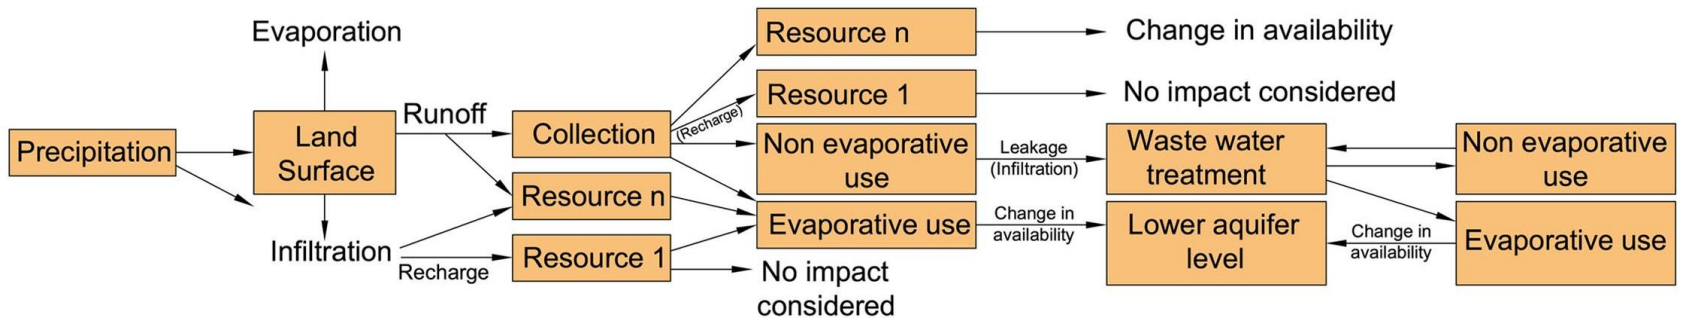 Precipitation
Evaporation
Land
Surface
Infiltration
Runoff
Recharge
Collection
Resource n
Resource 1
(Recharge)
Resource n
Resource 1
Non evaporative
use
Evaporative use
No impact
considered
Change in availability
No impact considered
Leakage
(Infiltration)
Change in
availability
Waste water
treatment
Lower aquifer
level
Change in
availability
Non evaporative
use
Evaporative use